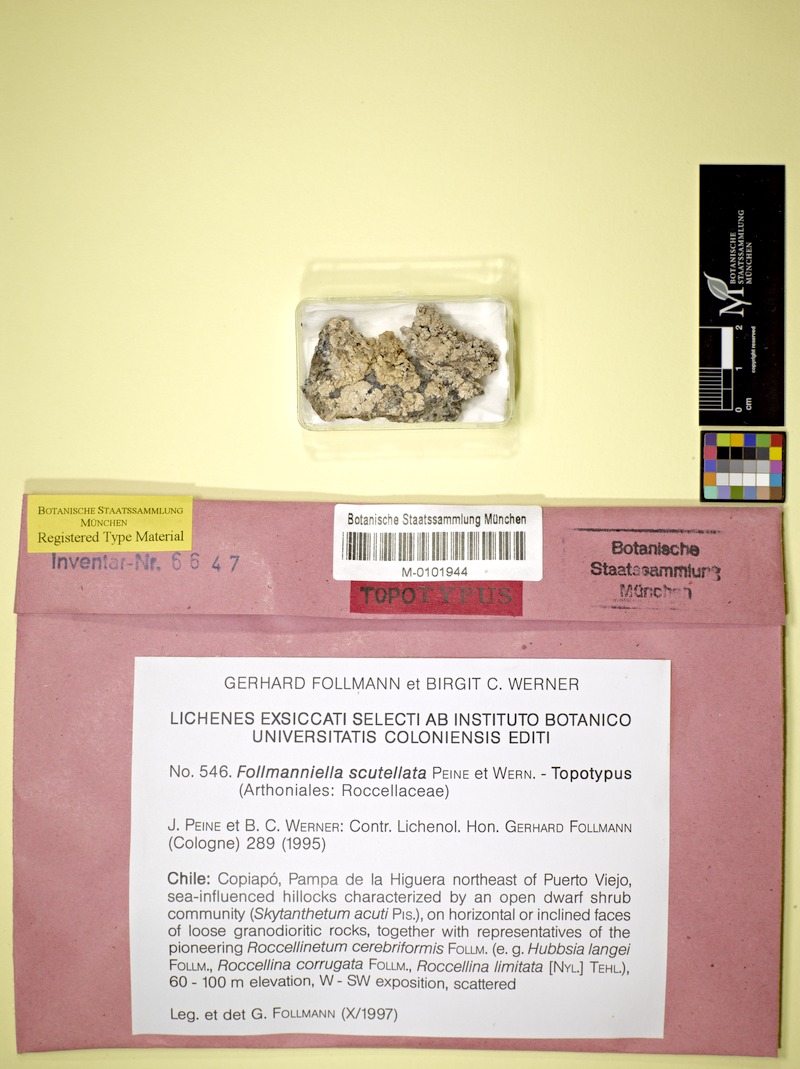 BOTANISCHE
STAATSSAMMLUNG
MÜNCHEN
0 1 2
cm
copyright reserved
BOTANISCHE STAATSSAMMLUNG
MÜNCHEN
Registered Type Material
Inventar-Nr. 6647
Botanische Staatssammlung München
M-0101944
TOPOTYPUS
Botanische
Staatssammlung
München
GERHARD FOLLMANN et BIRGIT C. WERNER
LICHENES EXSICCATI SELECTI AB INSTITUTO BOTANICO
UNIVERSITATIS COLONIENSIS EDITI
No. 546. Follmanniella scutellata PEINE et WERN. - Topotypus
(Arthoniales: Roccellaceae)
J. PEINE et B. C. WERNER: Contr. Lichenol. Hon. GERHARD FOLLMANN
(Cologne) 289 (1995)
Chile: Copiapó, Pampa de la Higuera northeast of Puerto Viejo,
sea-influenced hillocks characterized by an open dwarf shrub
community (Skytanthetum acuti PIS.), on horizontal or inclined faces
of loose granodioritic rocks, together with representatives of the
pioneering Roccellinetum cerebriformis FOLLM. (e. g. Hubbsia langei
FOLLM., Roccellina corrugata FOLLM., Roccellina limitata [NYL.] TEHL.),
60 - 100 m elevation, W - SW exposition, scattered
Leg. et det G. FOLLMANN (X/1997)